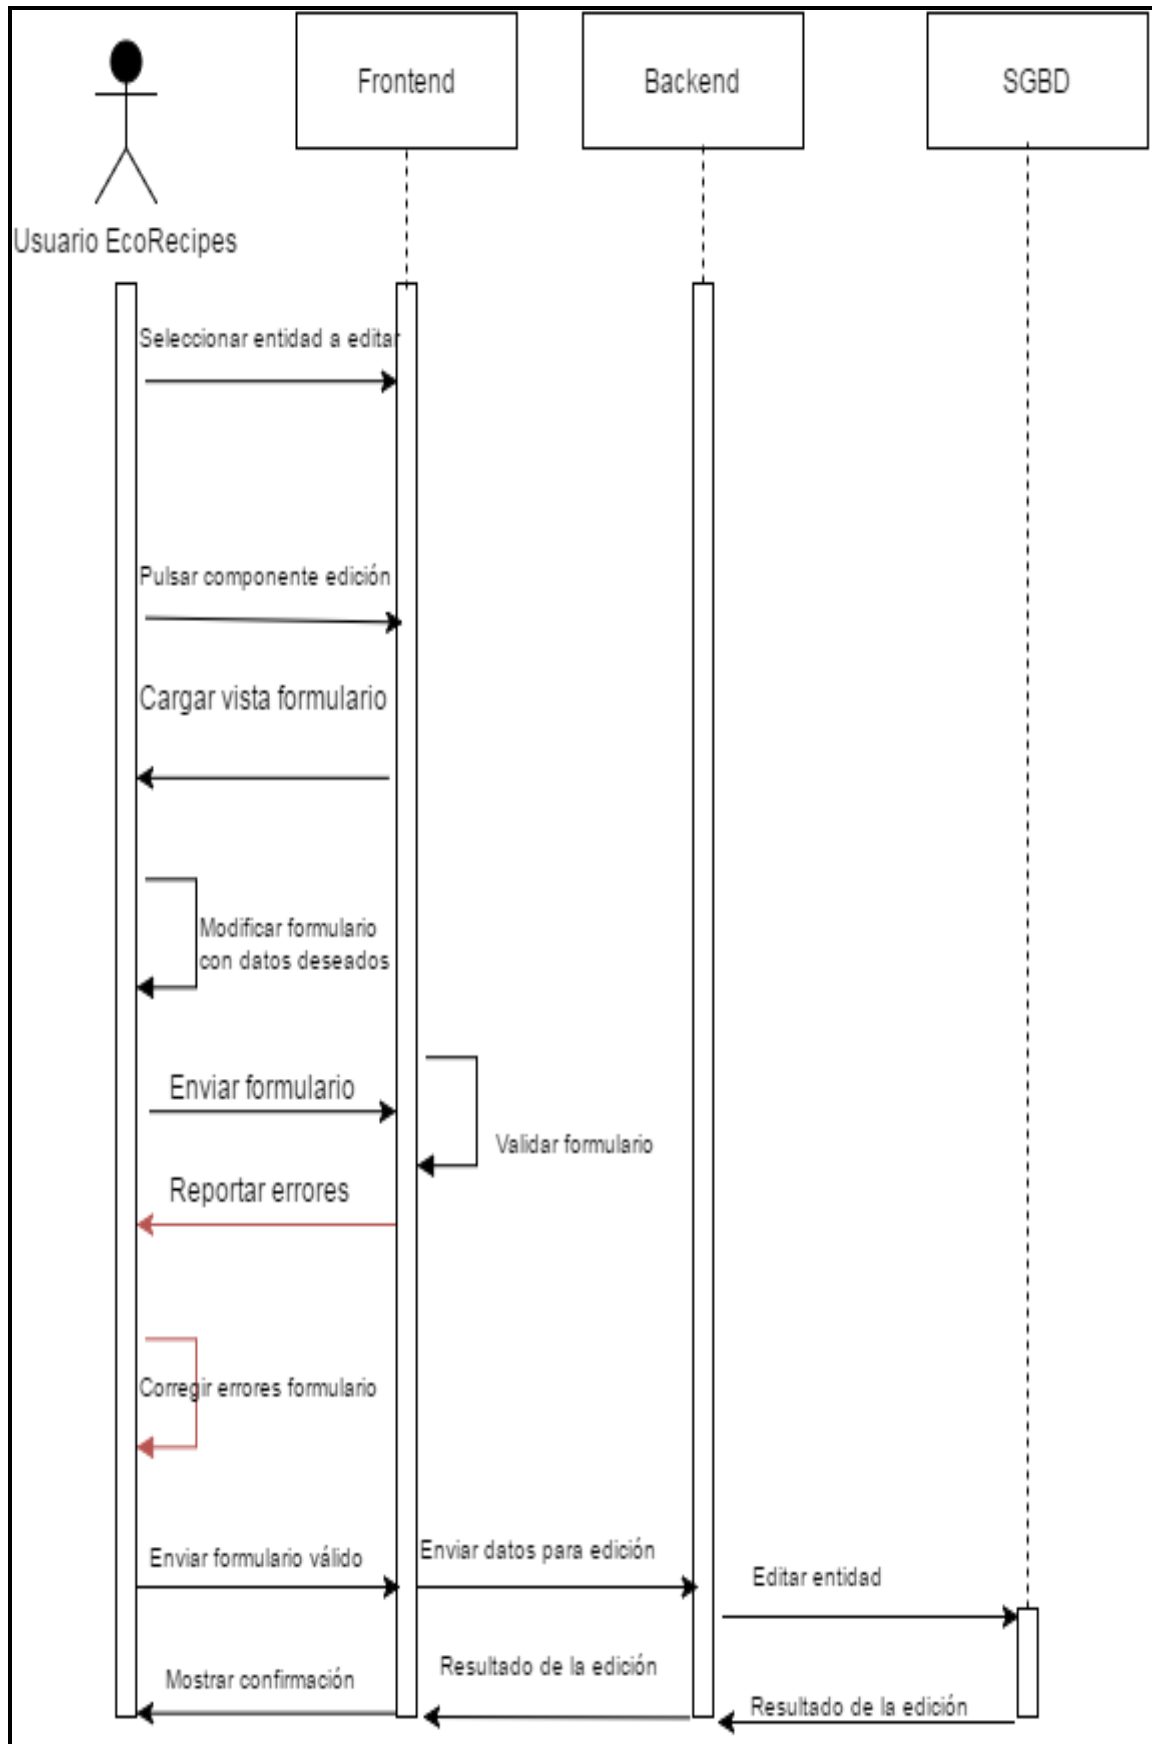 Frontend
Backend
SGBD
Usuario EcoRecipes
Seleccionar entidad a editar
Pulsar componente edición
Cargar vista formulario
Modificar formulario
con datos deseados
Enviar formulario
Validar formulario
Reportar errores
Corregir errores formulario
Enviar formulario válido
Enviar datos para edición
Editar entidad
Mostrar confirmación
Resultado de la edición
Resultado de la edición